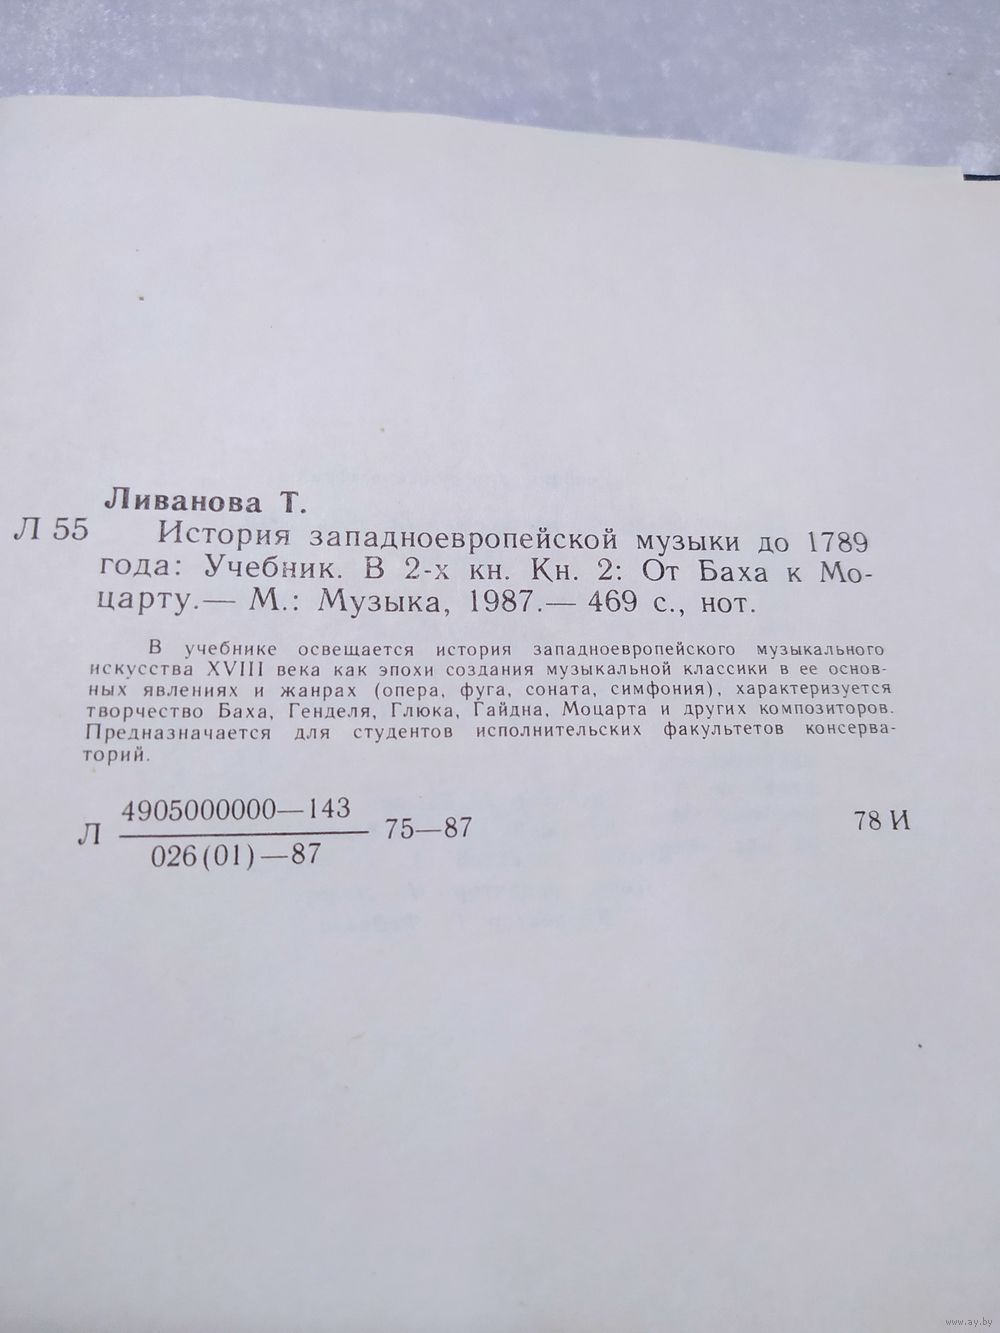 Ливанова Т.
Л 55 История западноевропейской музыки до 1789
года: Учебник. В 2-х кн. Кн. 2: От Баха к Мо-
царту.— М.: Музыка, 1987.— 469 с., нот.
В учебнике освещается история западноевропейского музыкального
искусства XVIII века как эпохи создания музыкальной классики в ее основ-
ных явлениях и жанрах (опера, фуга, соната, симфония), характеризуется
творчество Баха, Генделя, Глюка, Гайдна, Моцарта и других композиторов.
Предназначается для студентов исполнительских факультетов консерва-
торий.
4905000000—143
Л 75—87 78 И
026(01)—87
www.ay.by